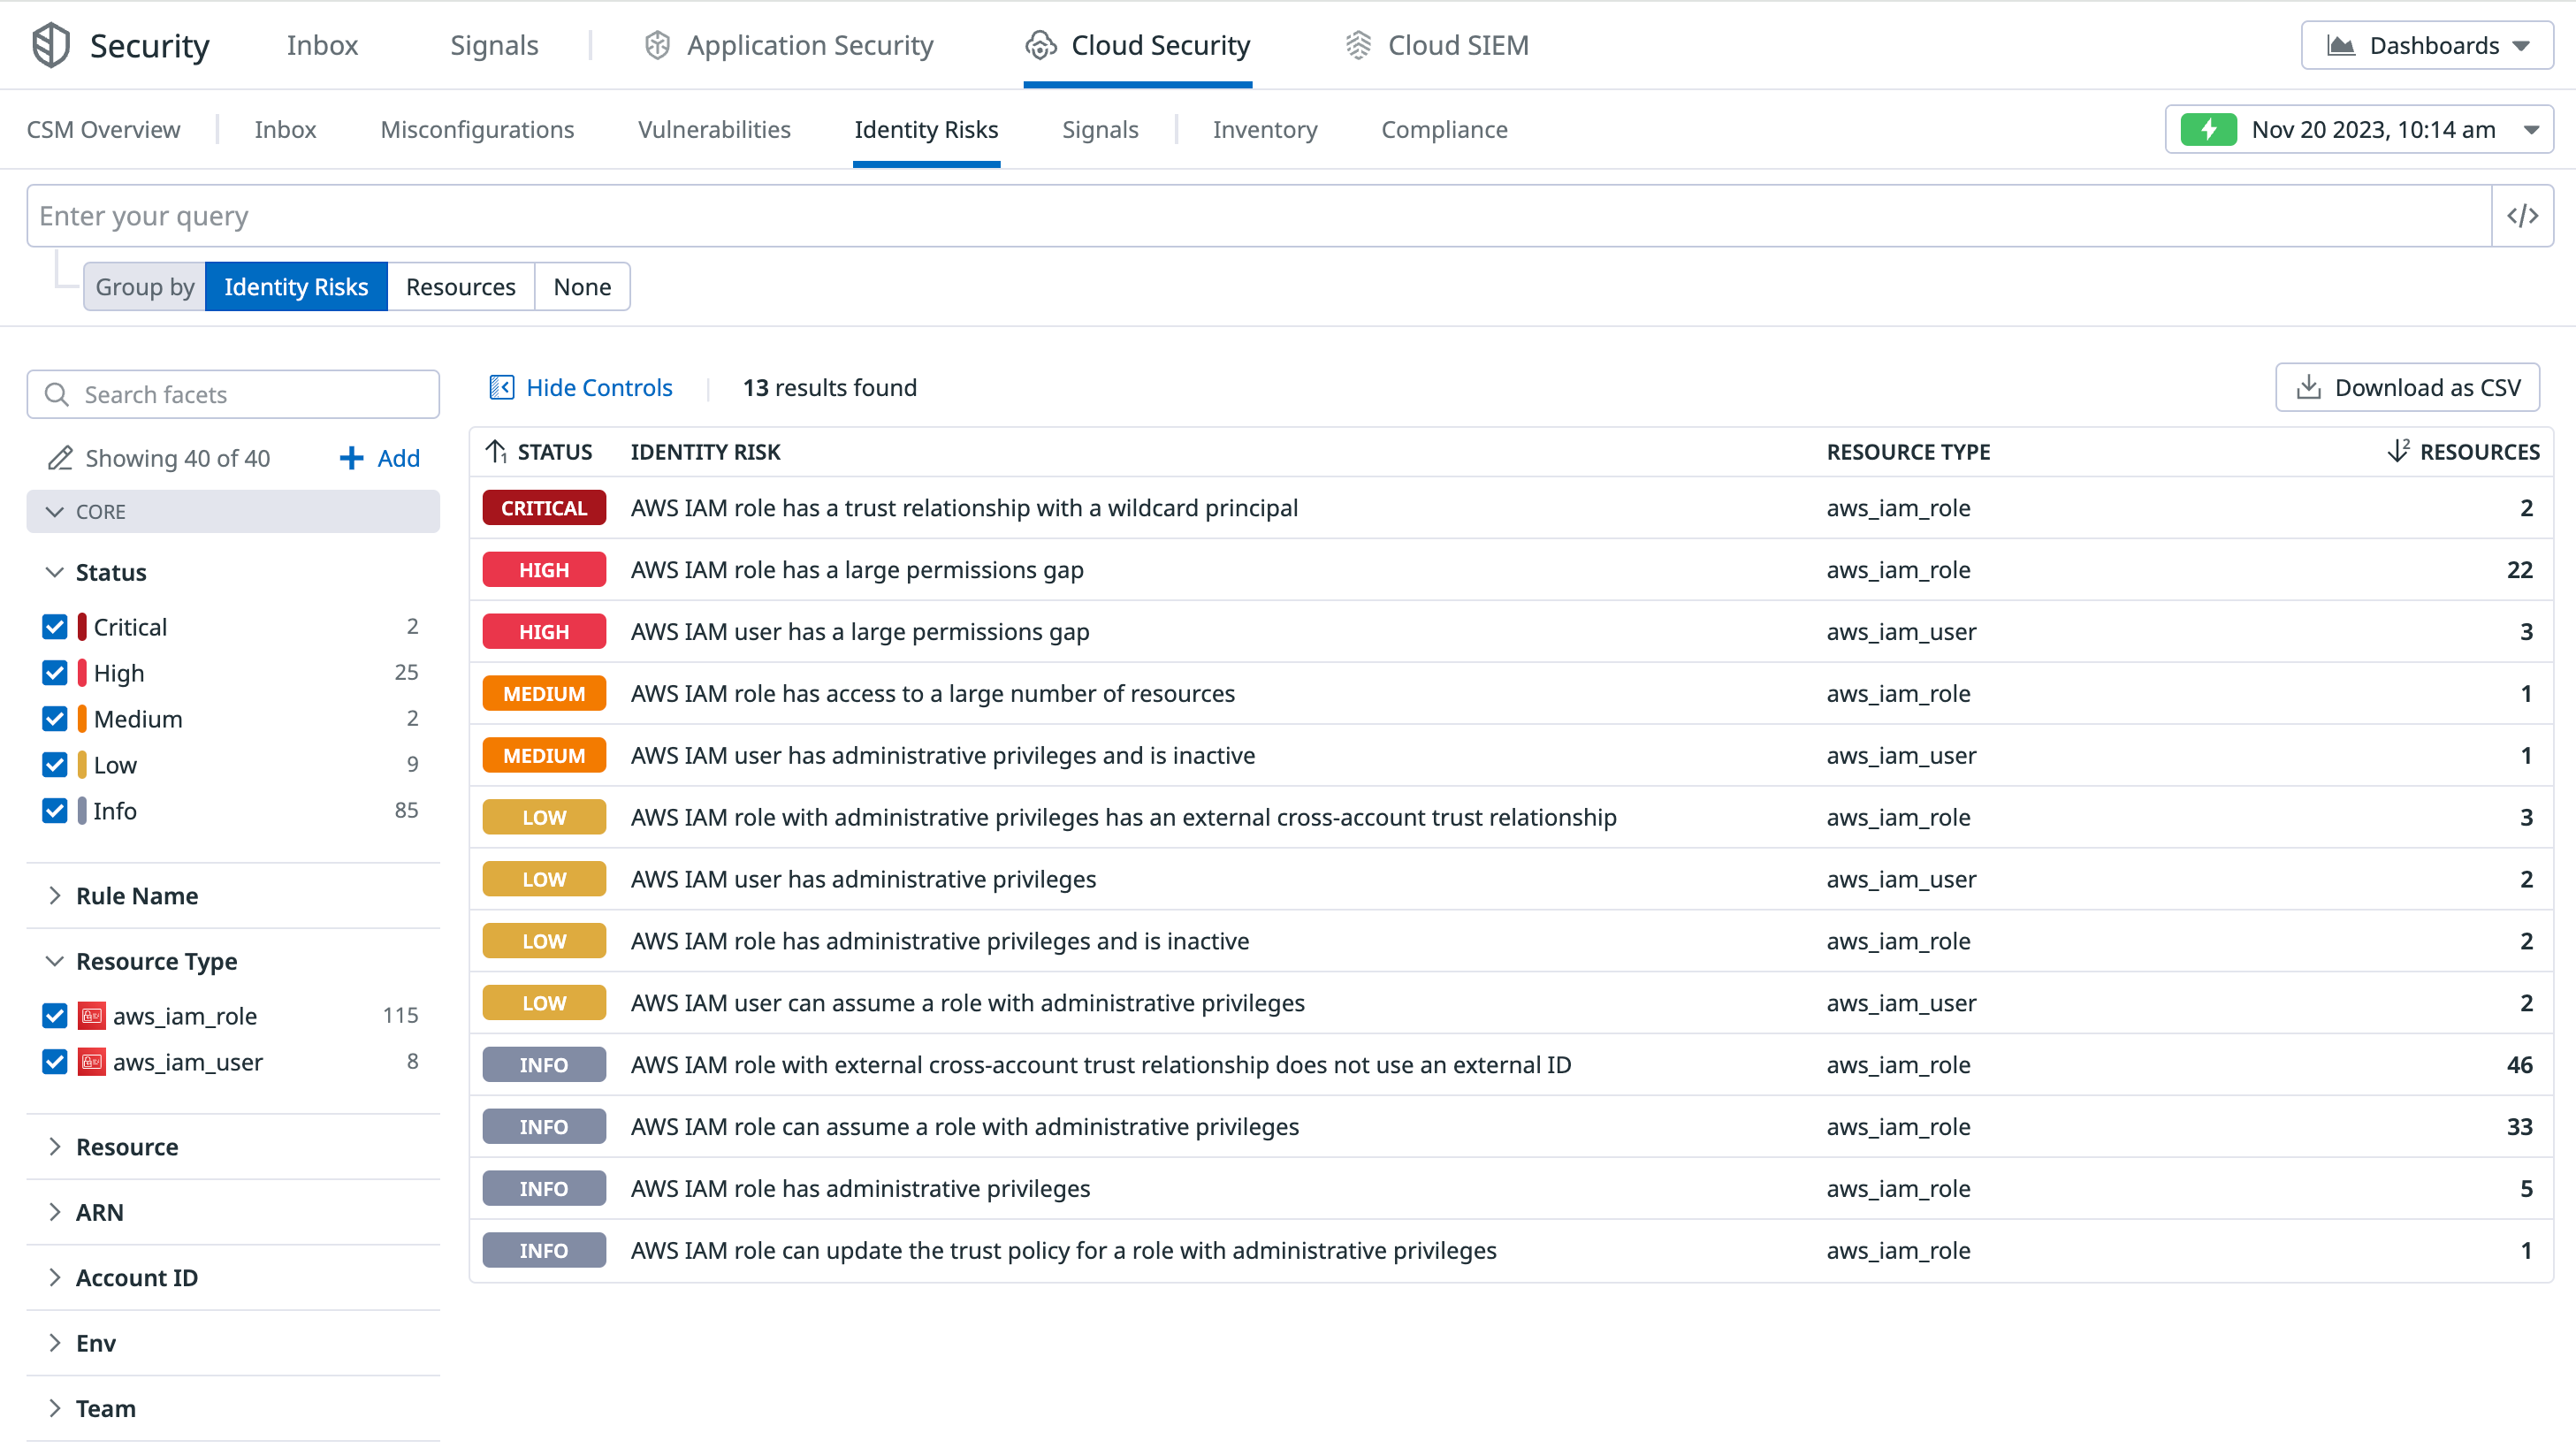 Security Inbox Signals Application Security Cloud Security Cloud SIEM Dashboards
CSM Overview Inbox Misconfigurations Vulnerabilities Identity Risks Signals Inventory Compliance Nov 20 2023, 10:14 am
Enter your query </>
Group by Identity Risks Resources None
Search facets
Showing 40 of 40 + Add
CORE
Status
Critical 2
High 25
Medium 2
Low 9
Info 85
Rule Name
Resource Type
aws_iam_role 115
aws_iam_user 8
Resource
ARN
Account ID
Env
Team
Hide Controls 13 results found Download as CSV
1 STATUS IDENTITY RISK RESOURCE TYPE 2 RESOURCES
CRITICAL AWS IAM role has a trust relationship with a wildcard principal aws_iam_role 2
HIGH AWS IAM role has a large permissions gap aws_iam_role 22
HIGH AWS IAM user has a large permissions gap aws_iam_user 3
MEDIUM AWS IAM role has access to a large number of resources aws_iam_role 1
MEDIUM AWS IAM user has administrative privileges and is inactive aws_iam_user 1
LOW AWS IAM role with administrative privileges has an external cross-account trust relationship aws_iam_role 3
LOW AWS IAM user has administrative privileges aws_iam_user 2
LOW AWS IAM role has administrative privileges and is inactive aws_iam_role 2
LOW AWS IAM user can assume a role with administrative privileges aws_iam_user 2
INFO AWS IAM role with external cross-account trust relationship does not use an external ID aws_iam_role 46
INFO AWS IAM role can assume a role with administrative privileges aws_iam_role 33
INFO AWS IAM role has administrative privileges aws_iam_role 5
INFO AWS IAM role can update the trust policy for a role with administrative privileges aws_iam_role 1